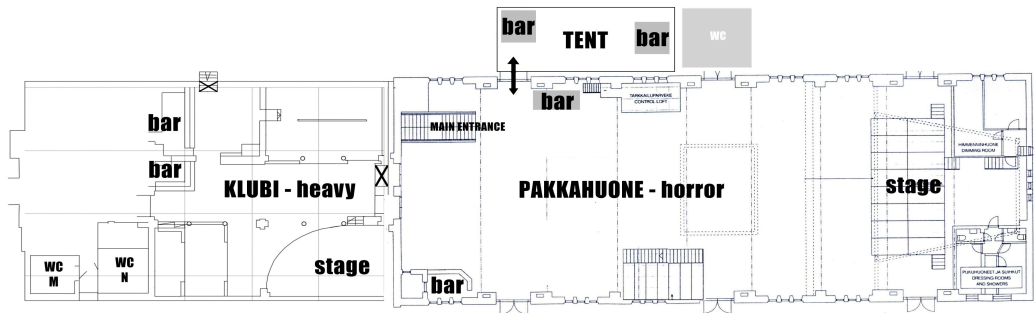 bar
TENT
bar
WC
bar
TARKKAILUPARVEKE
CONTROL LOFT
bar
MAIN ENTRANCE
HIMMENNINHUONE
DIMMING ROOM
bar
KLUBI - heavy
PAKKAHUONE - horror
stage
WC
M
WC
N
stage
bar
PUKUHUONEET JA SUIHKUT
DRESSING ROOMS
AND SHOWERS